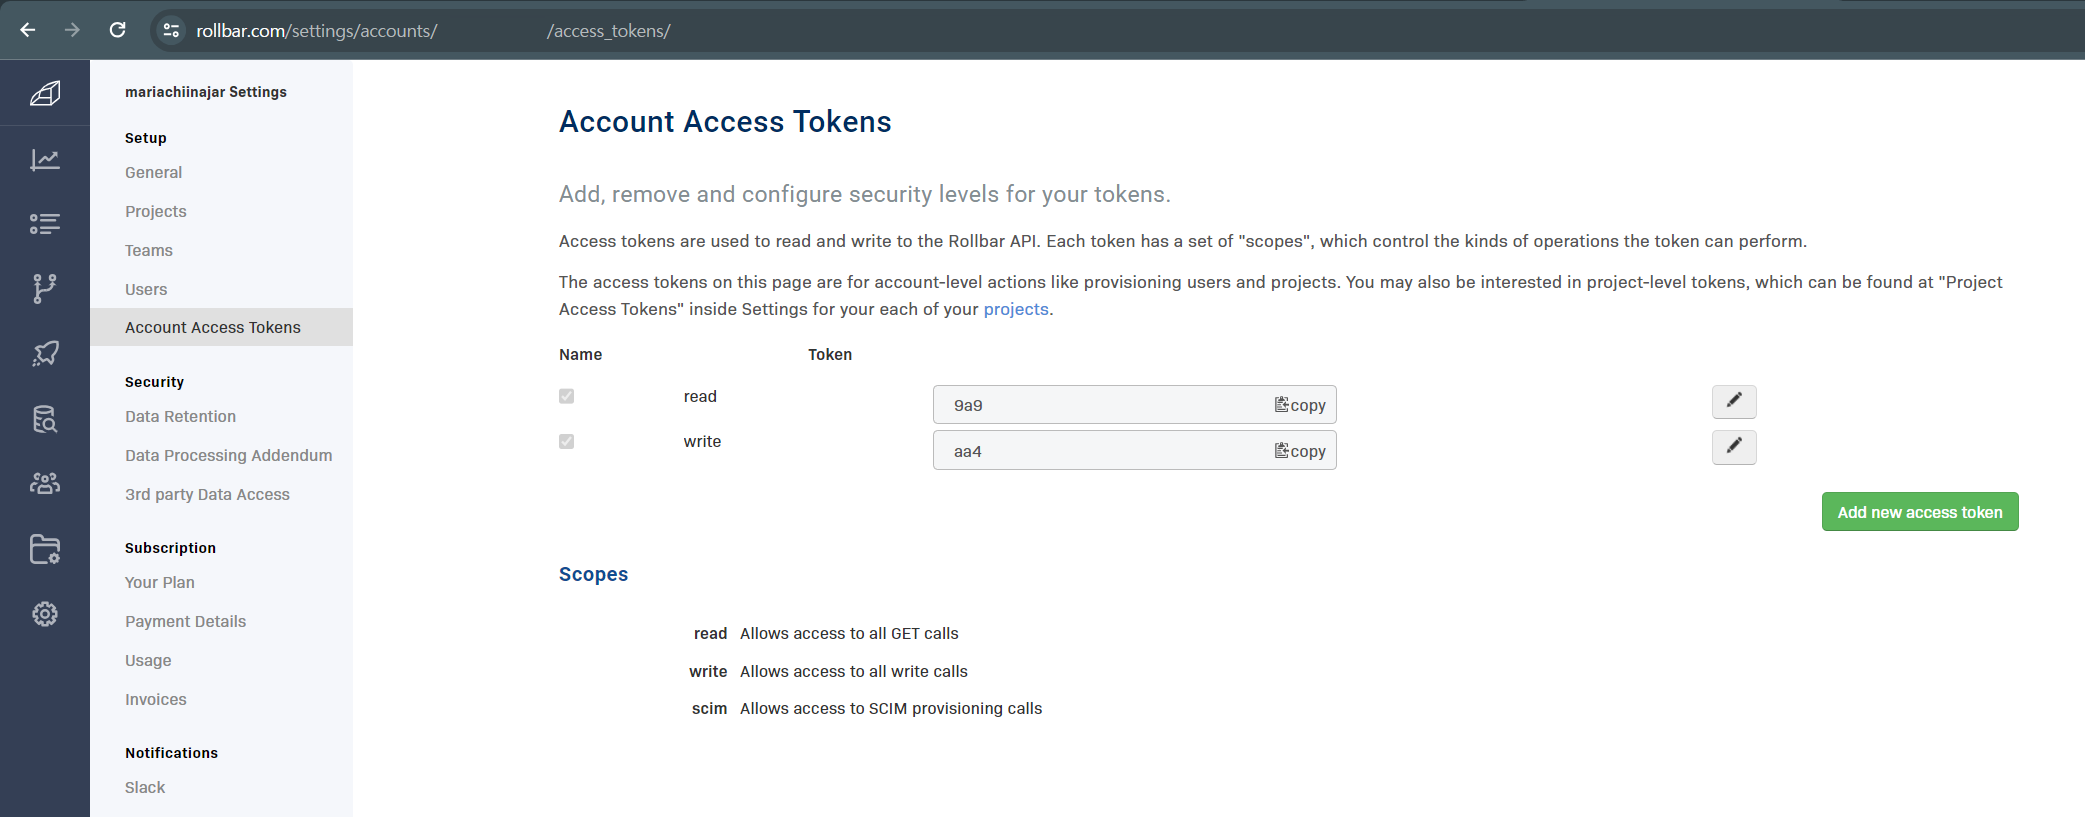 rollbar.com/settings/accounts/ /access_tokens/
mariachiinajar Settings
Setup
General
Projects
Teams
Users
Account Access Tokens
Security
Data Retention
Data Processing Addendum
3rd party Data Access
Subscription
Your Plan
Payment Details
Usage
Invoices
Notifications
Slack
Account Access Tokens
Add, remove and configure security levels for your tokens.
Access tokens are used to read and write to the Rollbar API. Each token has a set of "scopes", which control the kinds of operations the token can perform.
The access tokens on this page are for account-level actions like provisioning users and projects. You may also be interested in project-level tokens, which can be found at "Project
Access Tokens" inside Settings for your each of your projects.
Name Token
read 9a9 copy
write aa4 copy
Add new access token
Scopes
read Allows access to all GET calls
write Allows access to all write calls
scim Allows access to SCIM provisioning calls